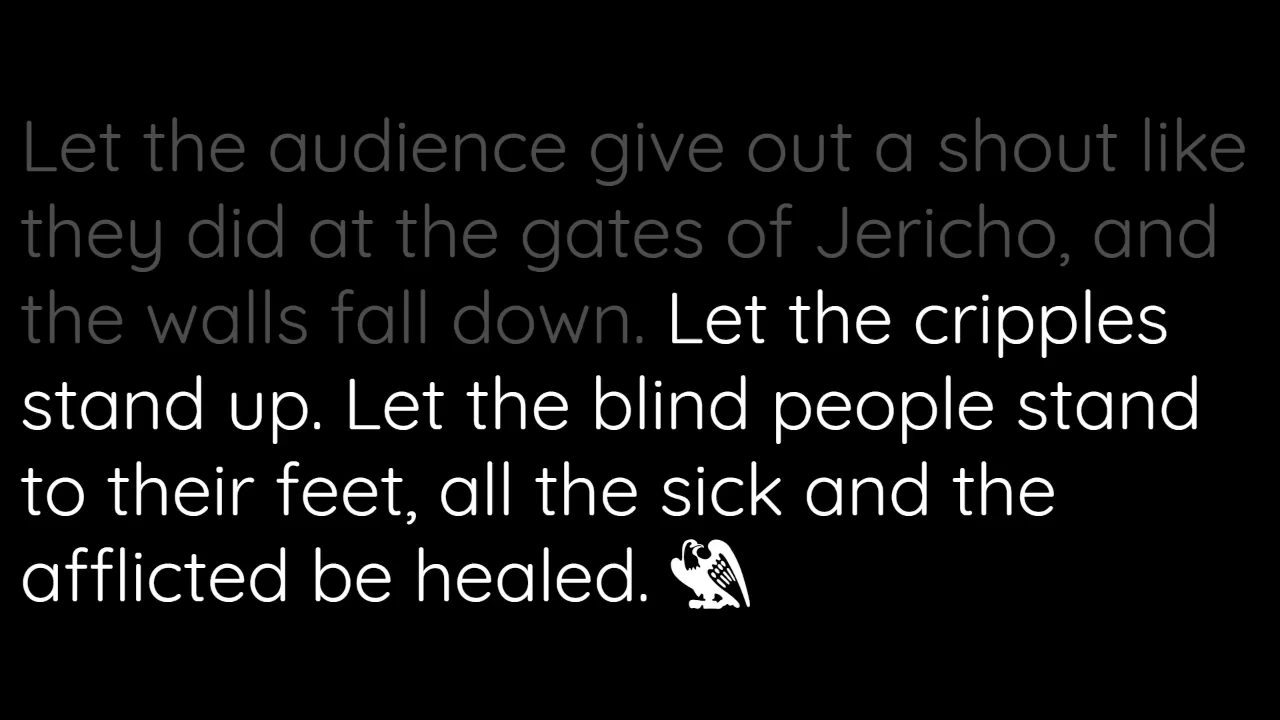 Let the audience give out a shout like
they did at the gates of Jericho, and
the walls fall down. Let the cripples
stand up. Let the blind people stand
to their feet, all the sick and the
afflicted be healed.